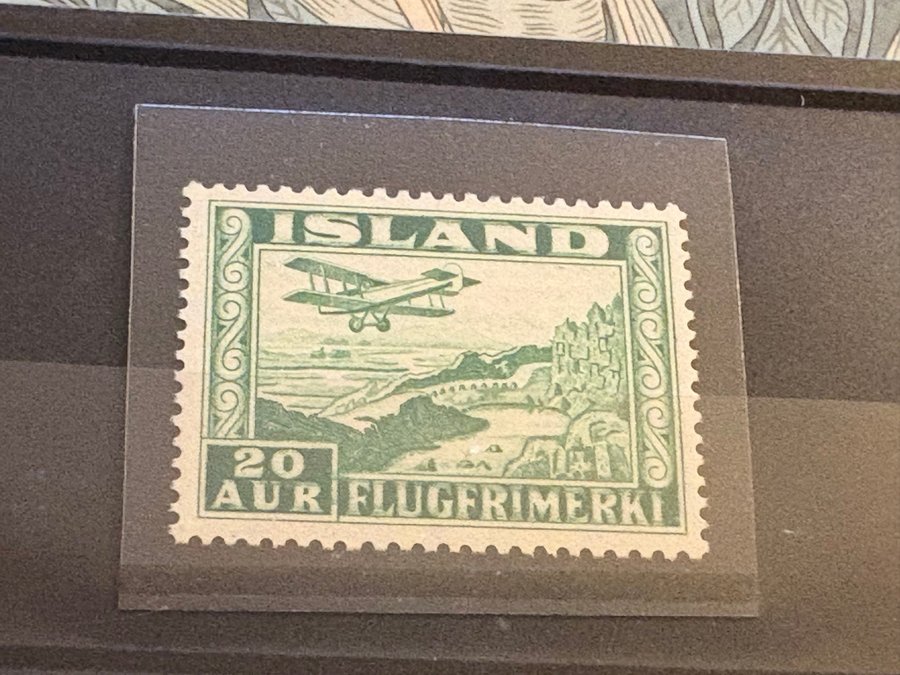 ISLAND
20
AUR
FLUGFRIMERKI